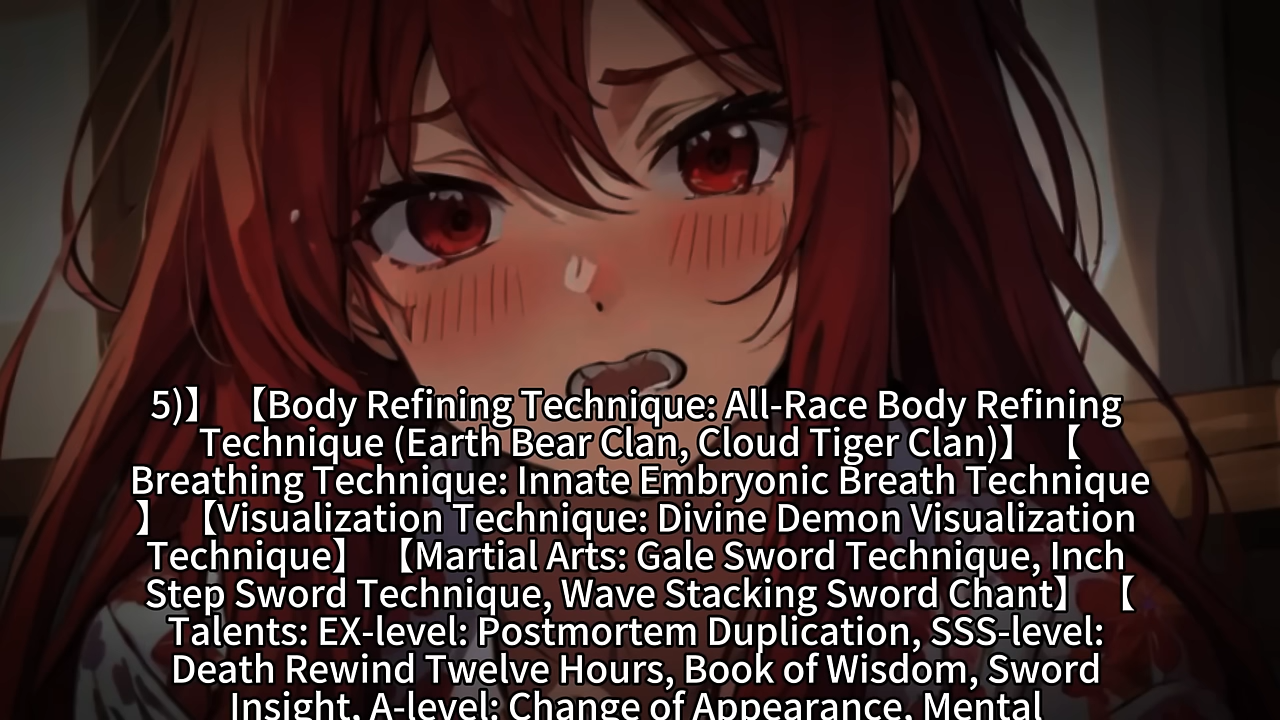 5)】 【Body Refining Technique: All-Race Body Refining
Technique (Earth Bear Clan, Cloud Tiger Clan)】 【
Breathing Technique: Innate Embryonic Breath Technique
】 【Visualization Technique: Divine Demon Visualization
Technique】 【Martial Arts: Gale Sword Technique, Inch
Step Sword Technique, Wave Stacking Sword Chant】 【
Talents: EX-level: Postmortem Duplication, SSS-level:
Death Rewind Twelve Hours, Book of Wisdom, Sword
Insight, A-level: Change of Appearance, Mental